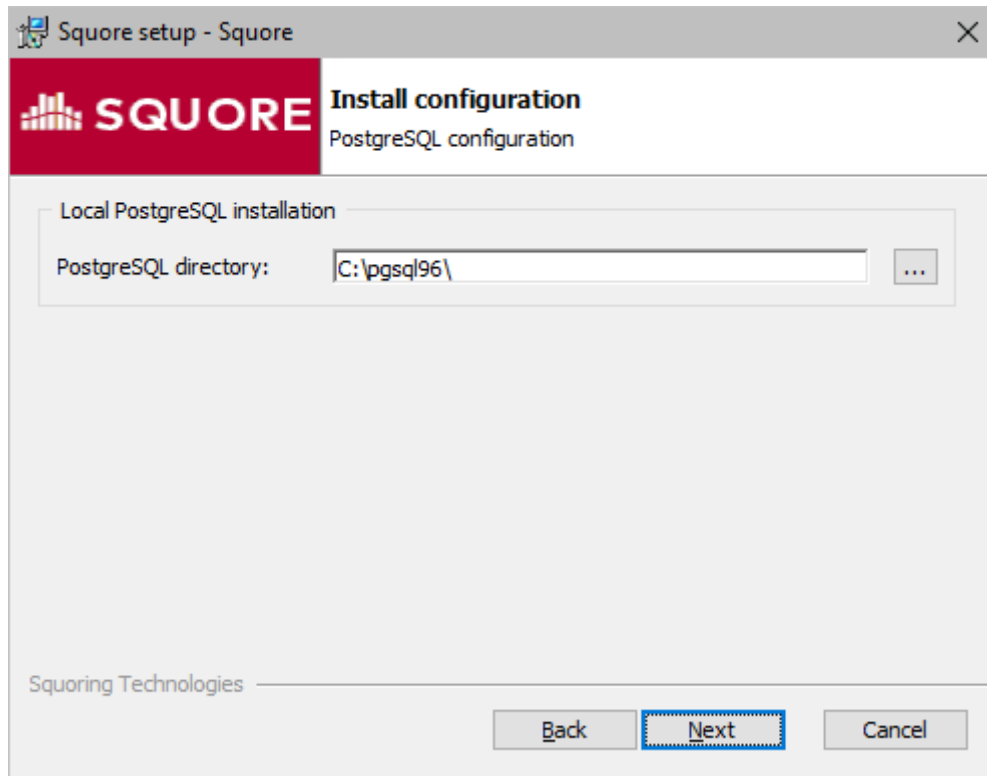 Squore setup - Squore
SQUORE
Install configuration
PostgreSQL configuration
Local PostgreSQL installation
PostgreSQL directory:
C:\pgsql96\
...
Squoring Technologies
Back
Next
Cancel